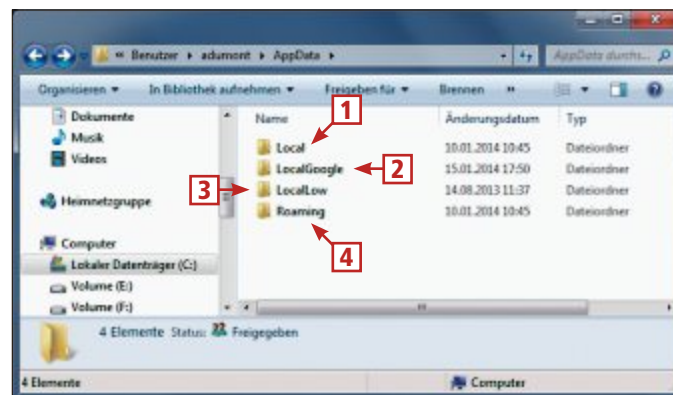 « Benutzer ▸ adumont ▸ AppData ▸
AppData durchs...
Organisieren ▾ In Bibliothek aufnehmen ▾ Freigeben für ▾ Brennen »
1
2
3
4
Name Änderungsdatum Typ
Local 10.01.2014 10:45 Dateiordner
LocalGoogle 15.01.2014 17:50 Dateiordner
LocalLow 14.08.2013 11:37 Dateiordner
Roaming 10.01.2014 10:45 Dateiordner
Dokumente
Musik
Videos
Heimnetzgruppe
Computer
Lokaler Datenträger (C:)
Volume (E:)
Volume (F:)
4 Elemente Status: Freigegeben
4 Elemente Computer